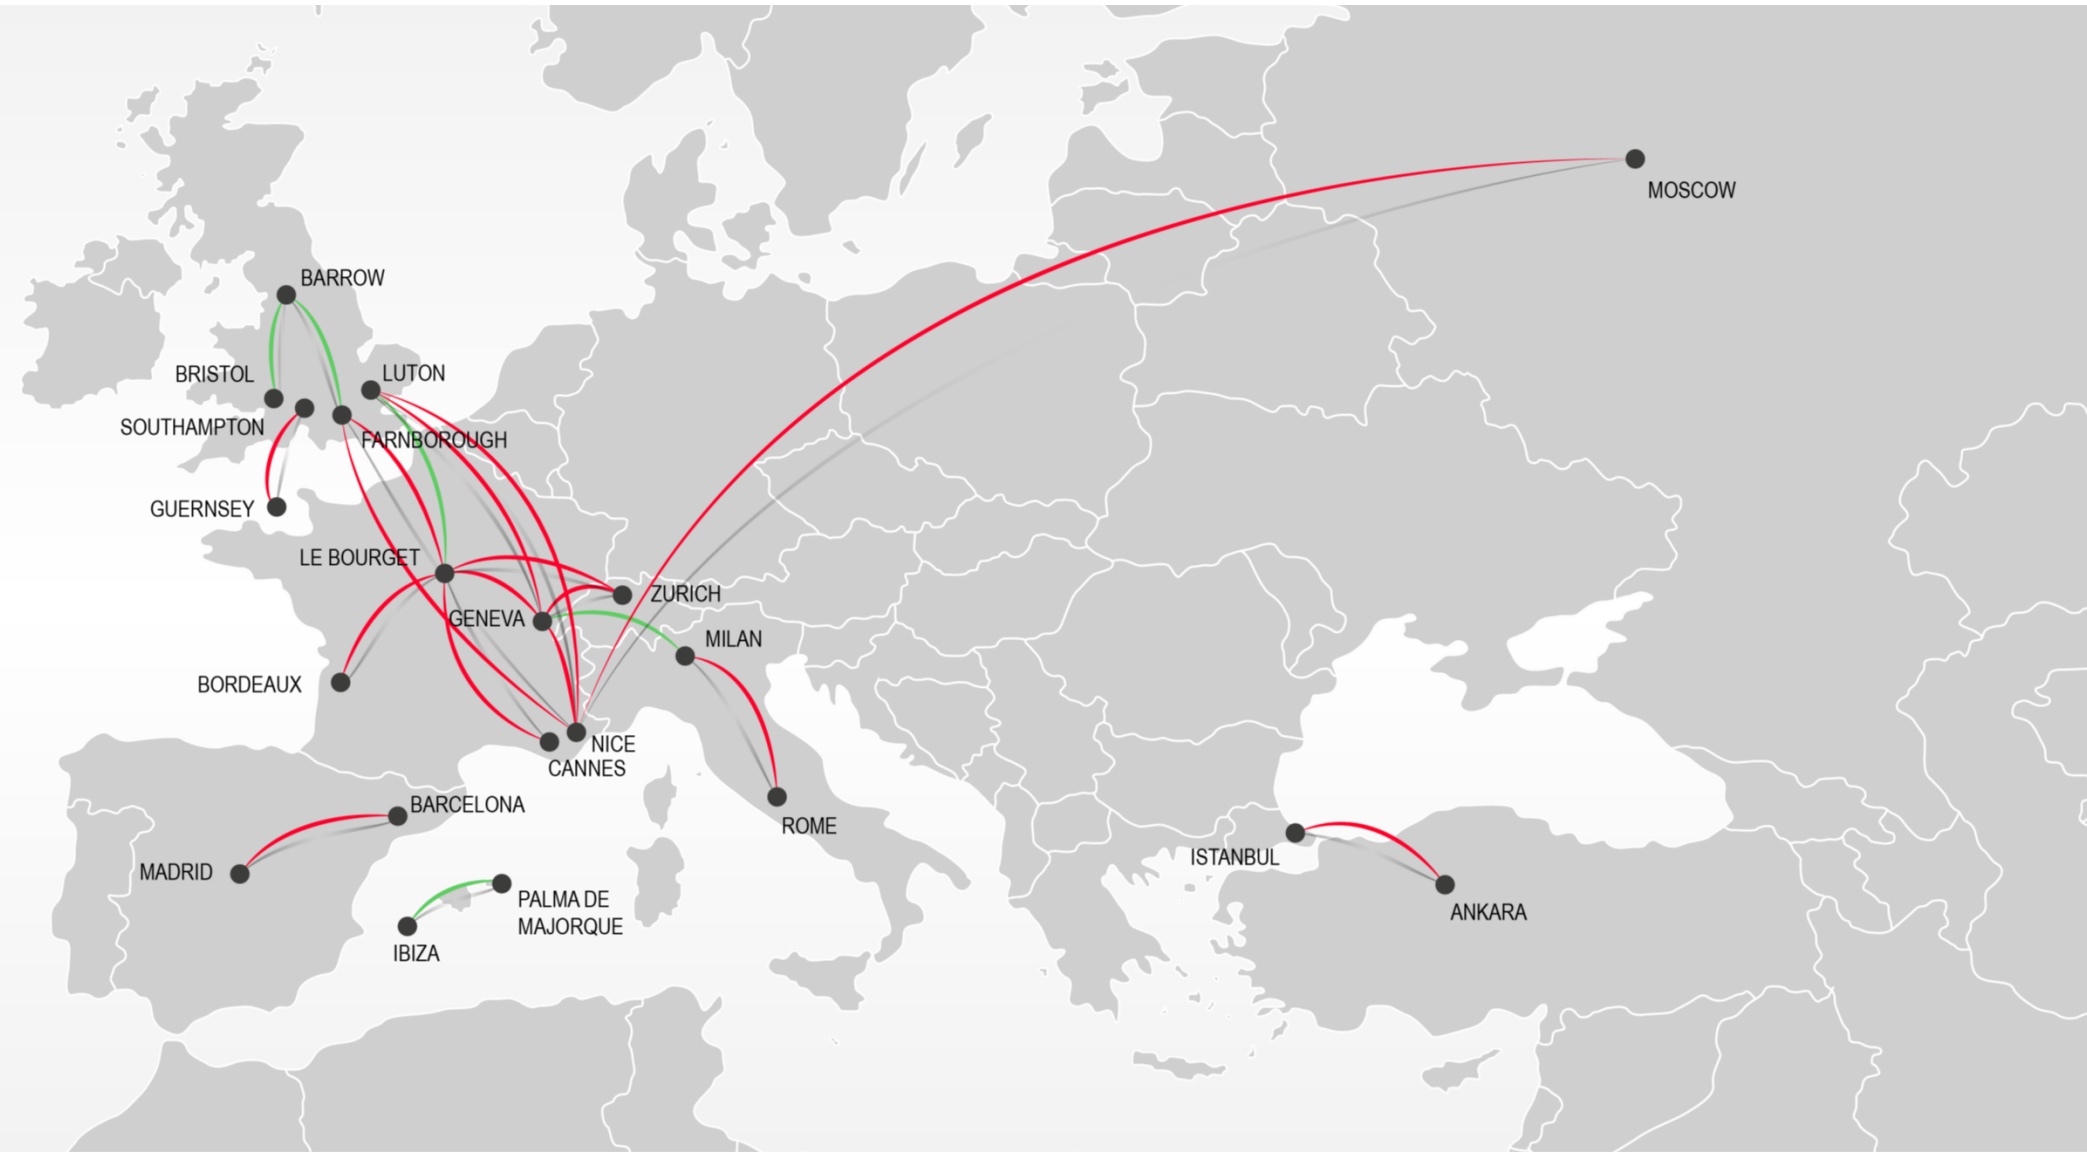 MOSCOW
BARROW
LUTON
BRISTOL
SOUTHAMPTON
FARNBOROUGH
GUERNSEY
LE BOURGET
ZURICH
GENEVA
MILAN
BORDEAUX
NICE
CANNES
BARCELONA
ROME
ISTANBUL
MADRID
PALMA DE
MAJORQUE
ANKARA
IBIZA